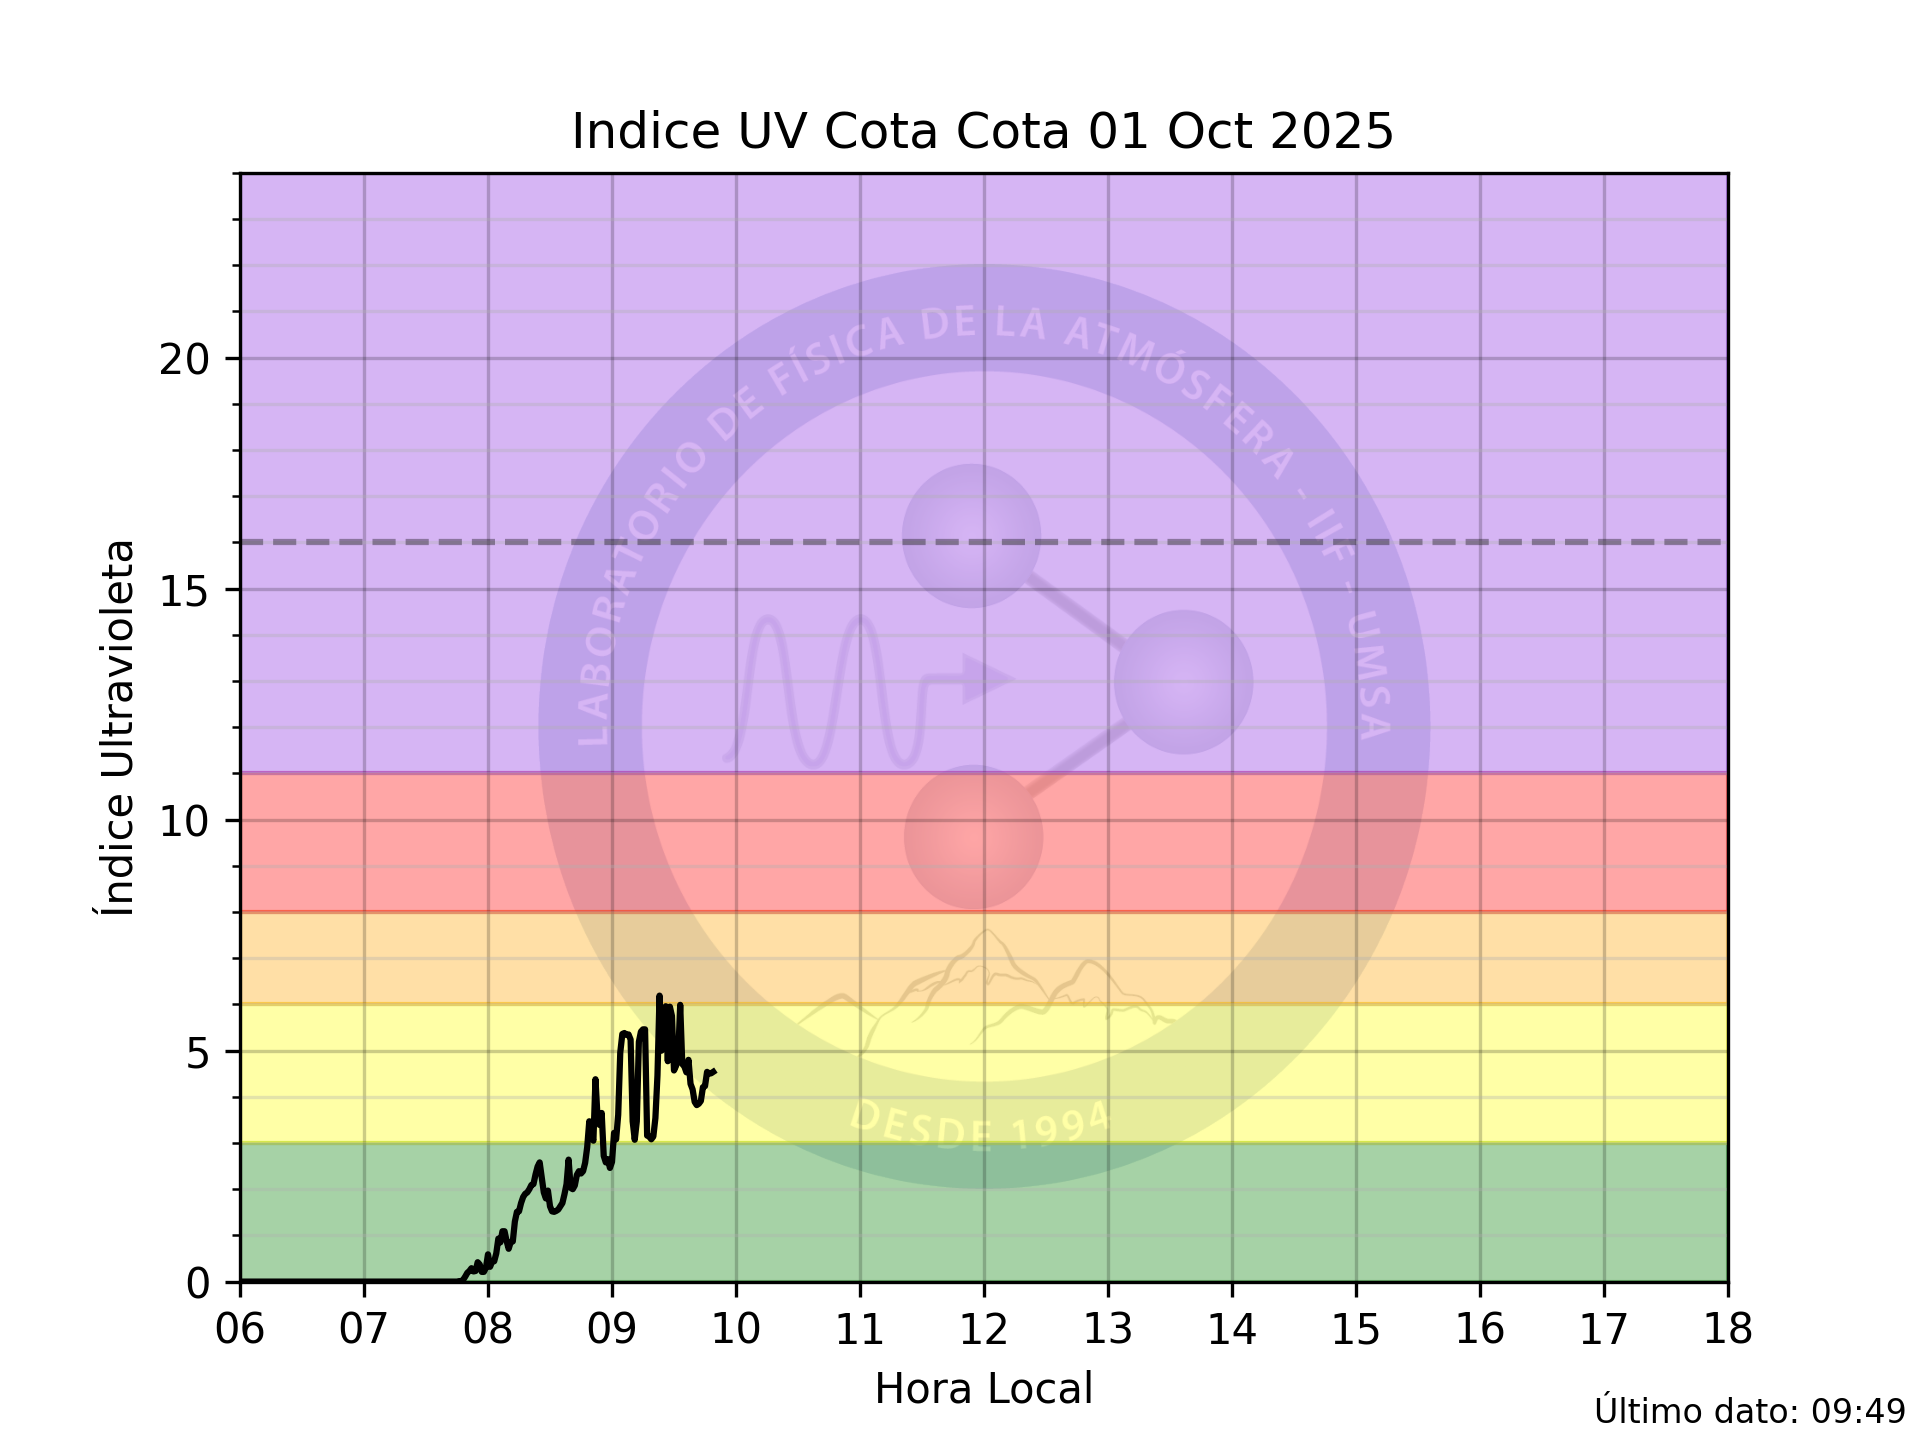 Indice UV Cota Cota 01 Oct 2025
LABORATORIO DE FÍSICA DE LA ATMÓSFERA - IIF - UMSA
DESDE 1994
Índice Ultravioleta
20
15
10
5
0
06 07 08 09 10 11 12 13 14 15 16 17 18
Hora Local
Último dato: 09:49